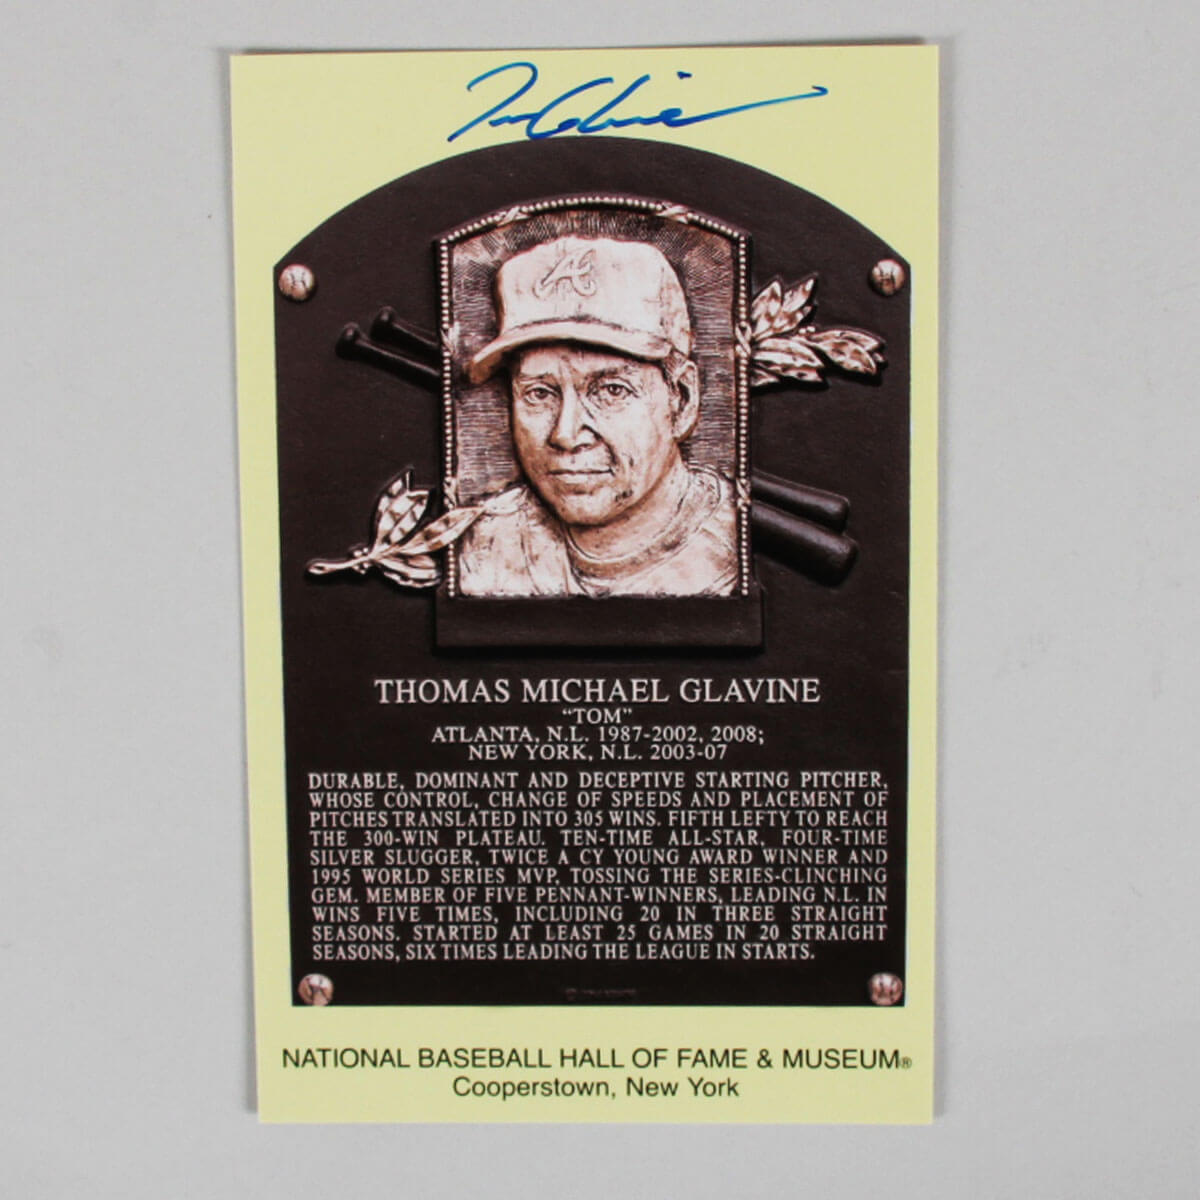 Tom Glavine
A
THOMAS MICHAEL GLAVINE
“TOM”
ATLANTA, N.L. 1987-2002, 2008;
NEW YORK, N.L. 2003-07
DURABLE, DOMINANT AND DECEPTIVE STARTING PITCHER,
WHOSE CONTROL, CHANGE OF SPEEDS AND PLACEMENT OF
PITCHES TRANSLATED INTO 305 WINS. FIFTH LEFTY TO REACH
THE 300-WIN PLATEAU. TEN-TIME ALL-STAR, FOUR-TIME
SILVER SLUGGER, TWICE A CY YOUNG AWARD WINNER AND
1995 WORLD SERIES MVP, TOSSING THE SERIES-CLINCHING
GEM. MEMBER OF FIVE PENNANT-WINNERS, LEADING N.L. IN
WINS FIVE TIMES, INCLUDING 20 IN THREE STRAIGHT
SEASONS. STARTED AT LEAST 25 GAMES IN 20 STRAIGHT
SEASONS, SIX TIMES LEADING THE LEAGUE IN STARTS.
NATIONAL BASEBALL HALL OF FAME & MUSEUM®
Cooperstown, New York